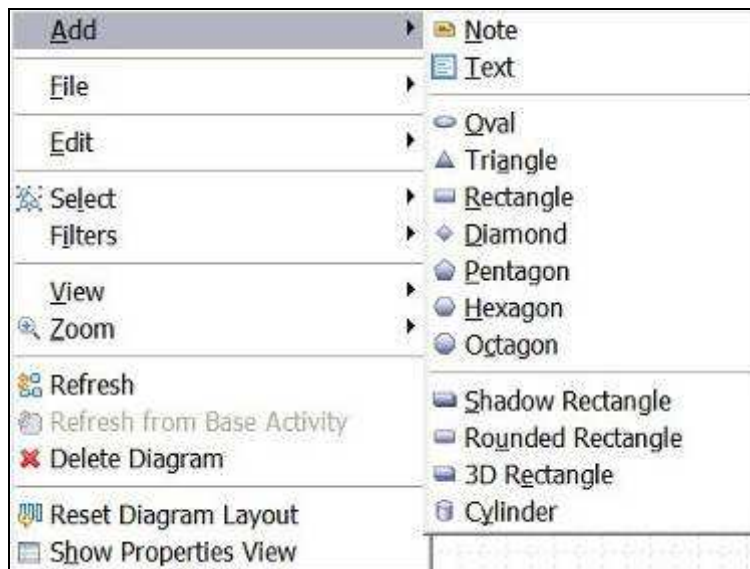 Add
File
Edit
Select
Filters
View
Zoom
Refresh
Refresh from Base Activity
Delete Diagram
Reset Diagram Layout
Show Properties View
Note
Text
Oval
Triangle
Rectangle
Diamond
Pentagon
Hexagon
Octagon
Shadow Rectangle
Rounded Rectangle
3D Rectangle
Cylinder